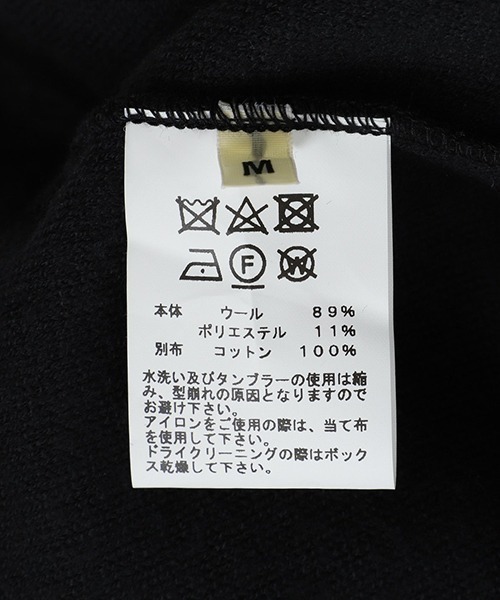 M
F
W
本体 ウール 89%
ポリエステル 11%
別布 コットン 100%
水洗い及びタンブラーの使用は縮
み、型崩れの原因となりますので
お避け下さい。
アイロンをご使用の際は、当て布
を使用して下さい。
ドライクリーニングの際はボック
ス乾燥して下さい。